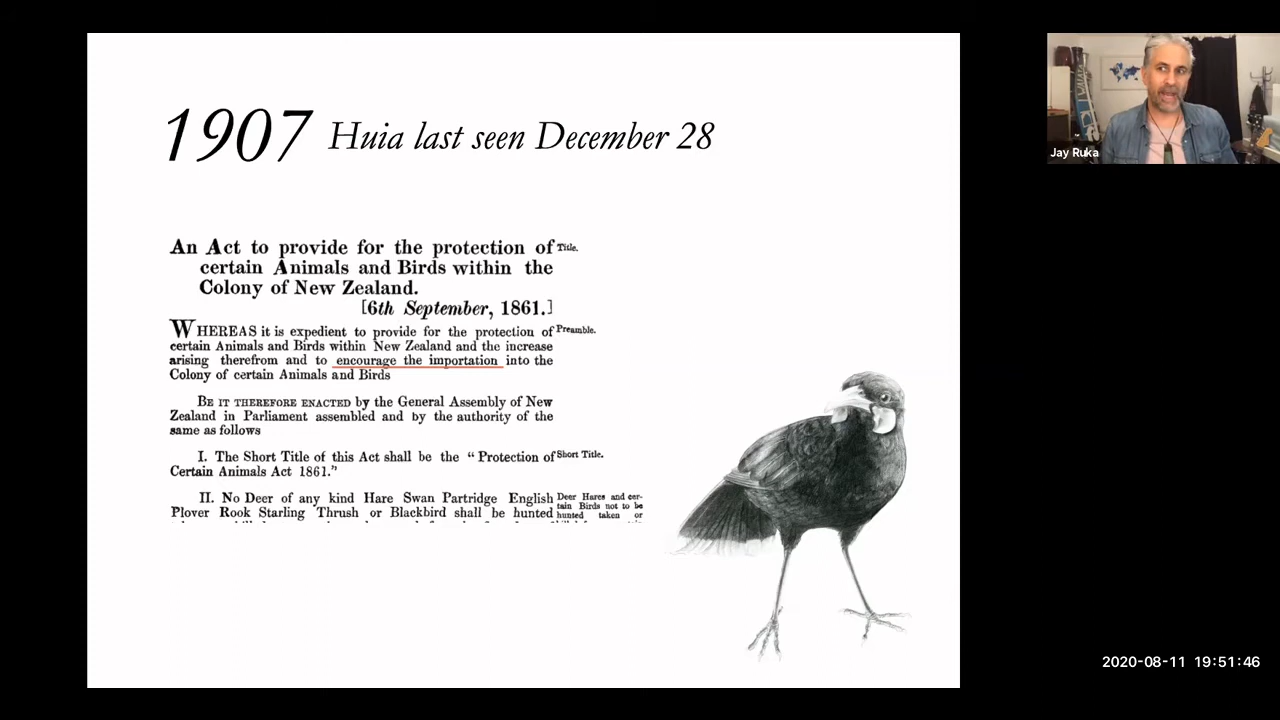 1907 Huia last seen December 28
An Act to provide for the protection of Title.
certain Animals and Birds within the
Colony of New Zealand.
[6th September, 1861.]
WHEREAS it is expedient to provide for the protection of Preamble.
certain Animals and Birds within New Zealand and the increase
arising therefrom and to encourage the importation into the
Colony of certain Animals and Birds
BE IT THEREFORE ENACTED by the General Assembly of New
Zealand in Parliament assembled and by the authority of the
same as follows
I. The Short Title of this Act shall be the “ Protection of Short Title.
Certain Animals Act 1861.”
II. No Deer of any kind Hare Swan Partridge English
Plover Rook Starling Thrush or Blackbird shall be hunted
Deer Hares and cer-
tain Birds not to be
hunted taken or
Jay Ruka
2020-08-11 19:51:46